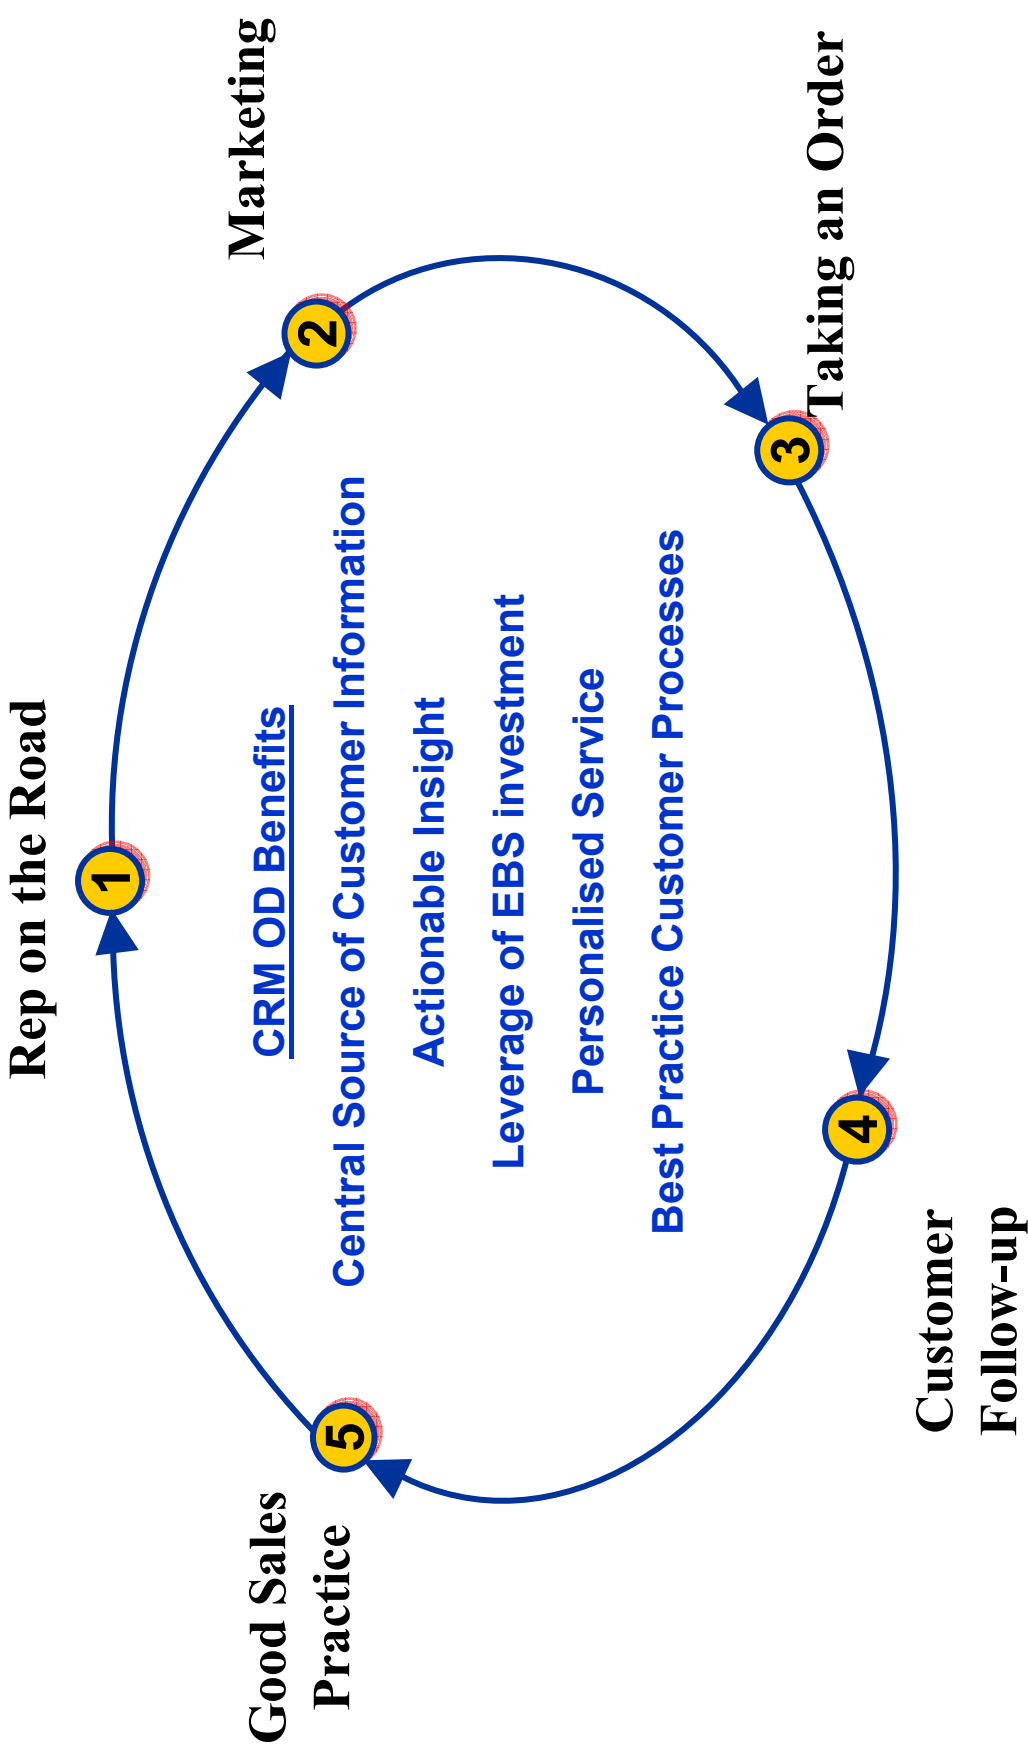 Rep on the Road
1
Marketing
2
Taking an Order
3
Customer
Follow-up
4
Good Sales
Practice
5
CRM OD Benefits
Central Source of Customer Information
Actionable Insight
Leverage of EBS investment
Personalised Service
Best Practice Customer Processes